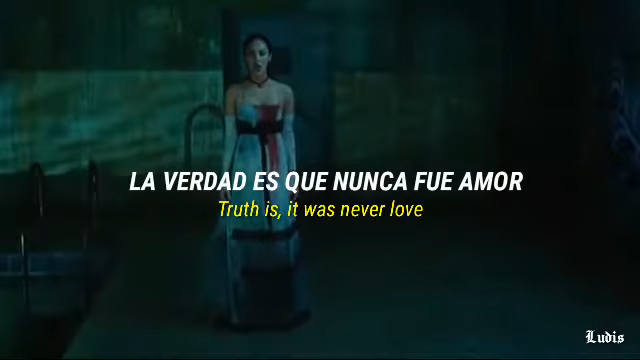 LA VERDAD ES QUE NUNCA FUE AMOR
Truth is, it was never love
Ludis